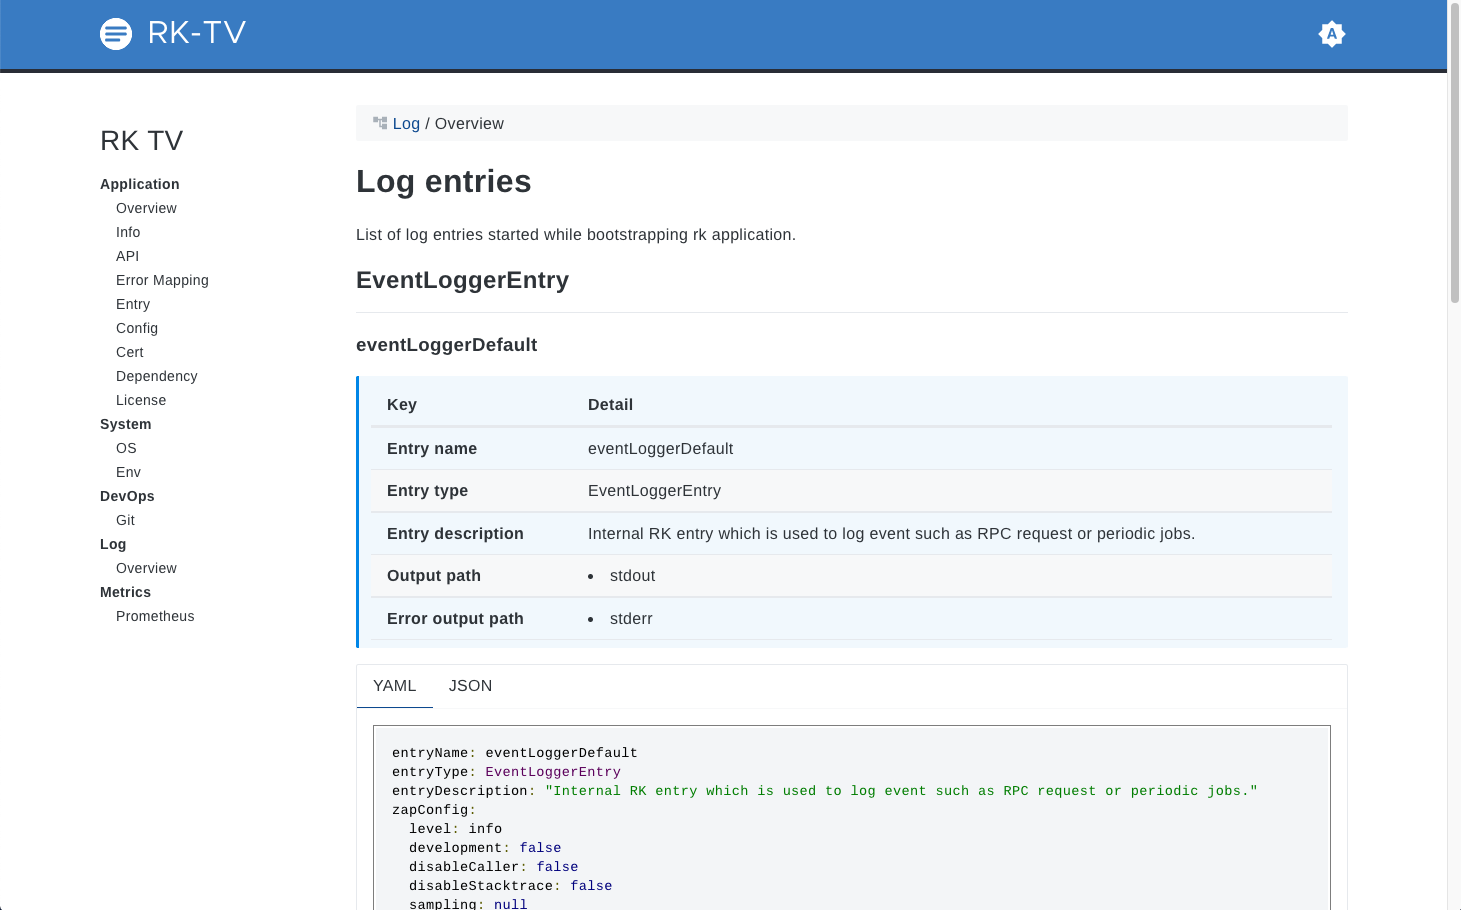 RK-TV
A
RK TV
Application
Overview
Info
API
Error Mapping
Entry
Config
Cert
Dependency
License
System
OS
Env
DevOps
Git
Log
Overview
Metrics
Prometheus
Log / Overview
Log entries
List of log entries started while bootstrapping rk application.
EventLoggerEntry
eventLoggerDefault
Key Detail
Entry name eventLoggerDefault
Entry type EventLoggerEntry
Entry description Internal RK entry which is used to log event such as RPC request or periodic jobs.
Output path • stdout
Error output path • stderr
YAML JSON
entryName: eventLoggerDefault
entryType: EventLoggerEntry
entryDescription: "Internal RK entry which is used to log event such as RPC request or periodic jobs."
zapConfig:
  level: info
  development: false
  disableCaller: false
  disableStacktrace: false
  sampling: null